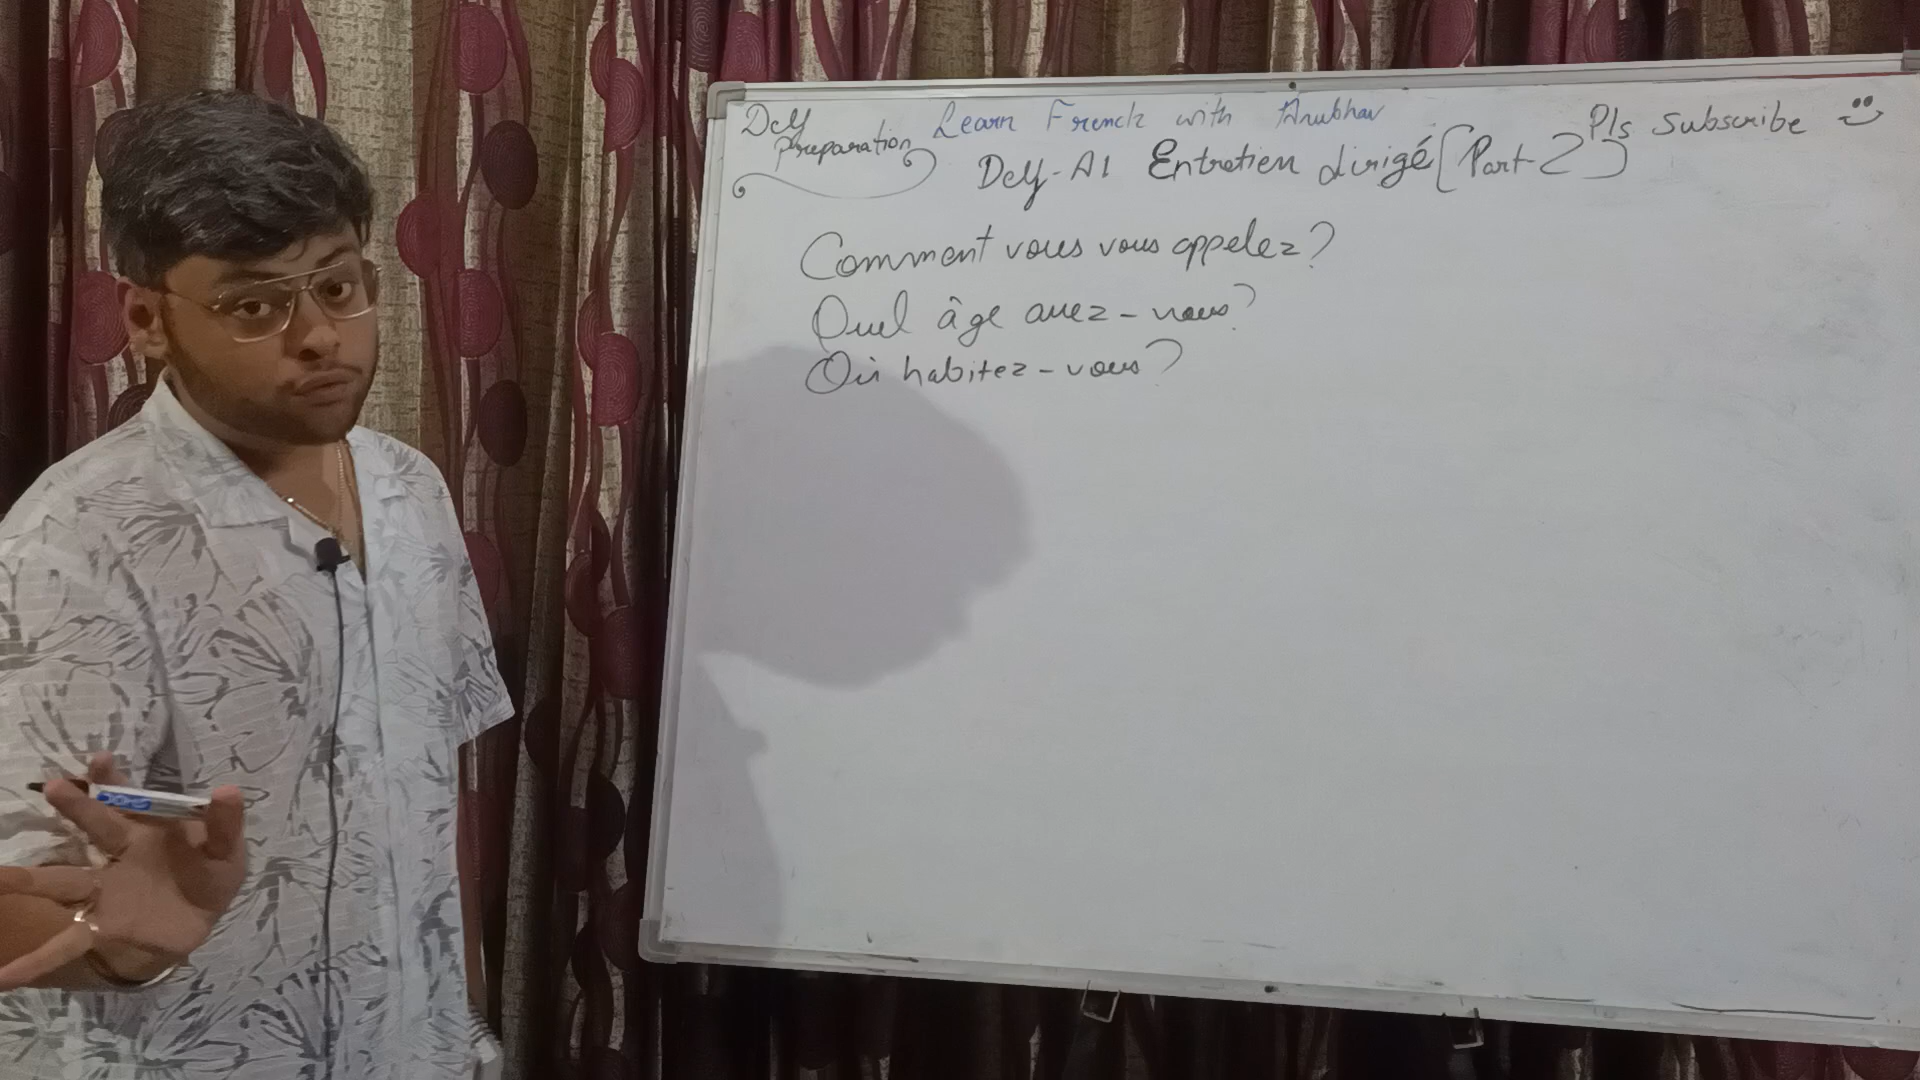 Delf Preparation
Learn French with Anubhav
Pls Subscribe
Delf-A1 Entretien dirigé [Part-2]
Comment vous vous appelez?
Quel âge avez-vous?
Où habitez-vous?